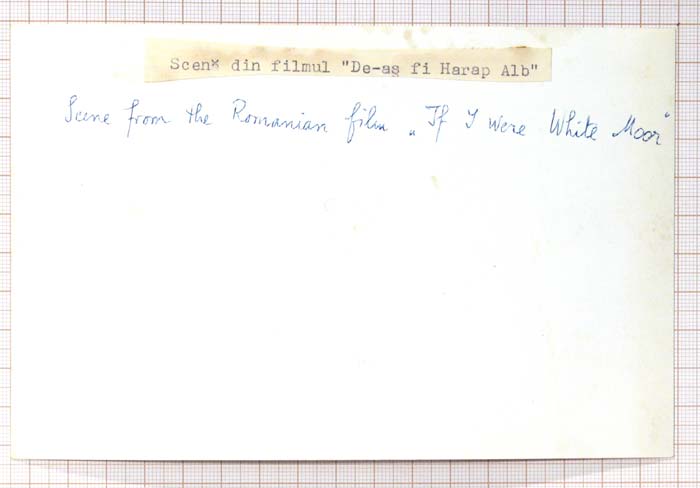 Scenă din filmul "De-aş fi Harap Alb"
Scene from the Romanian film „If I were White Moor"